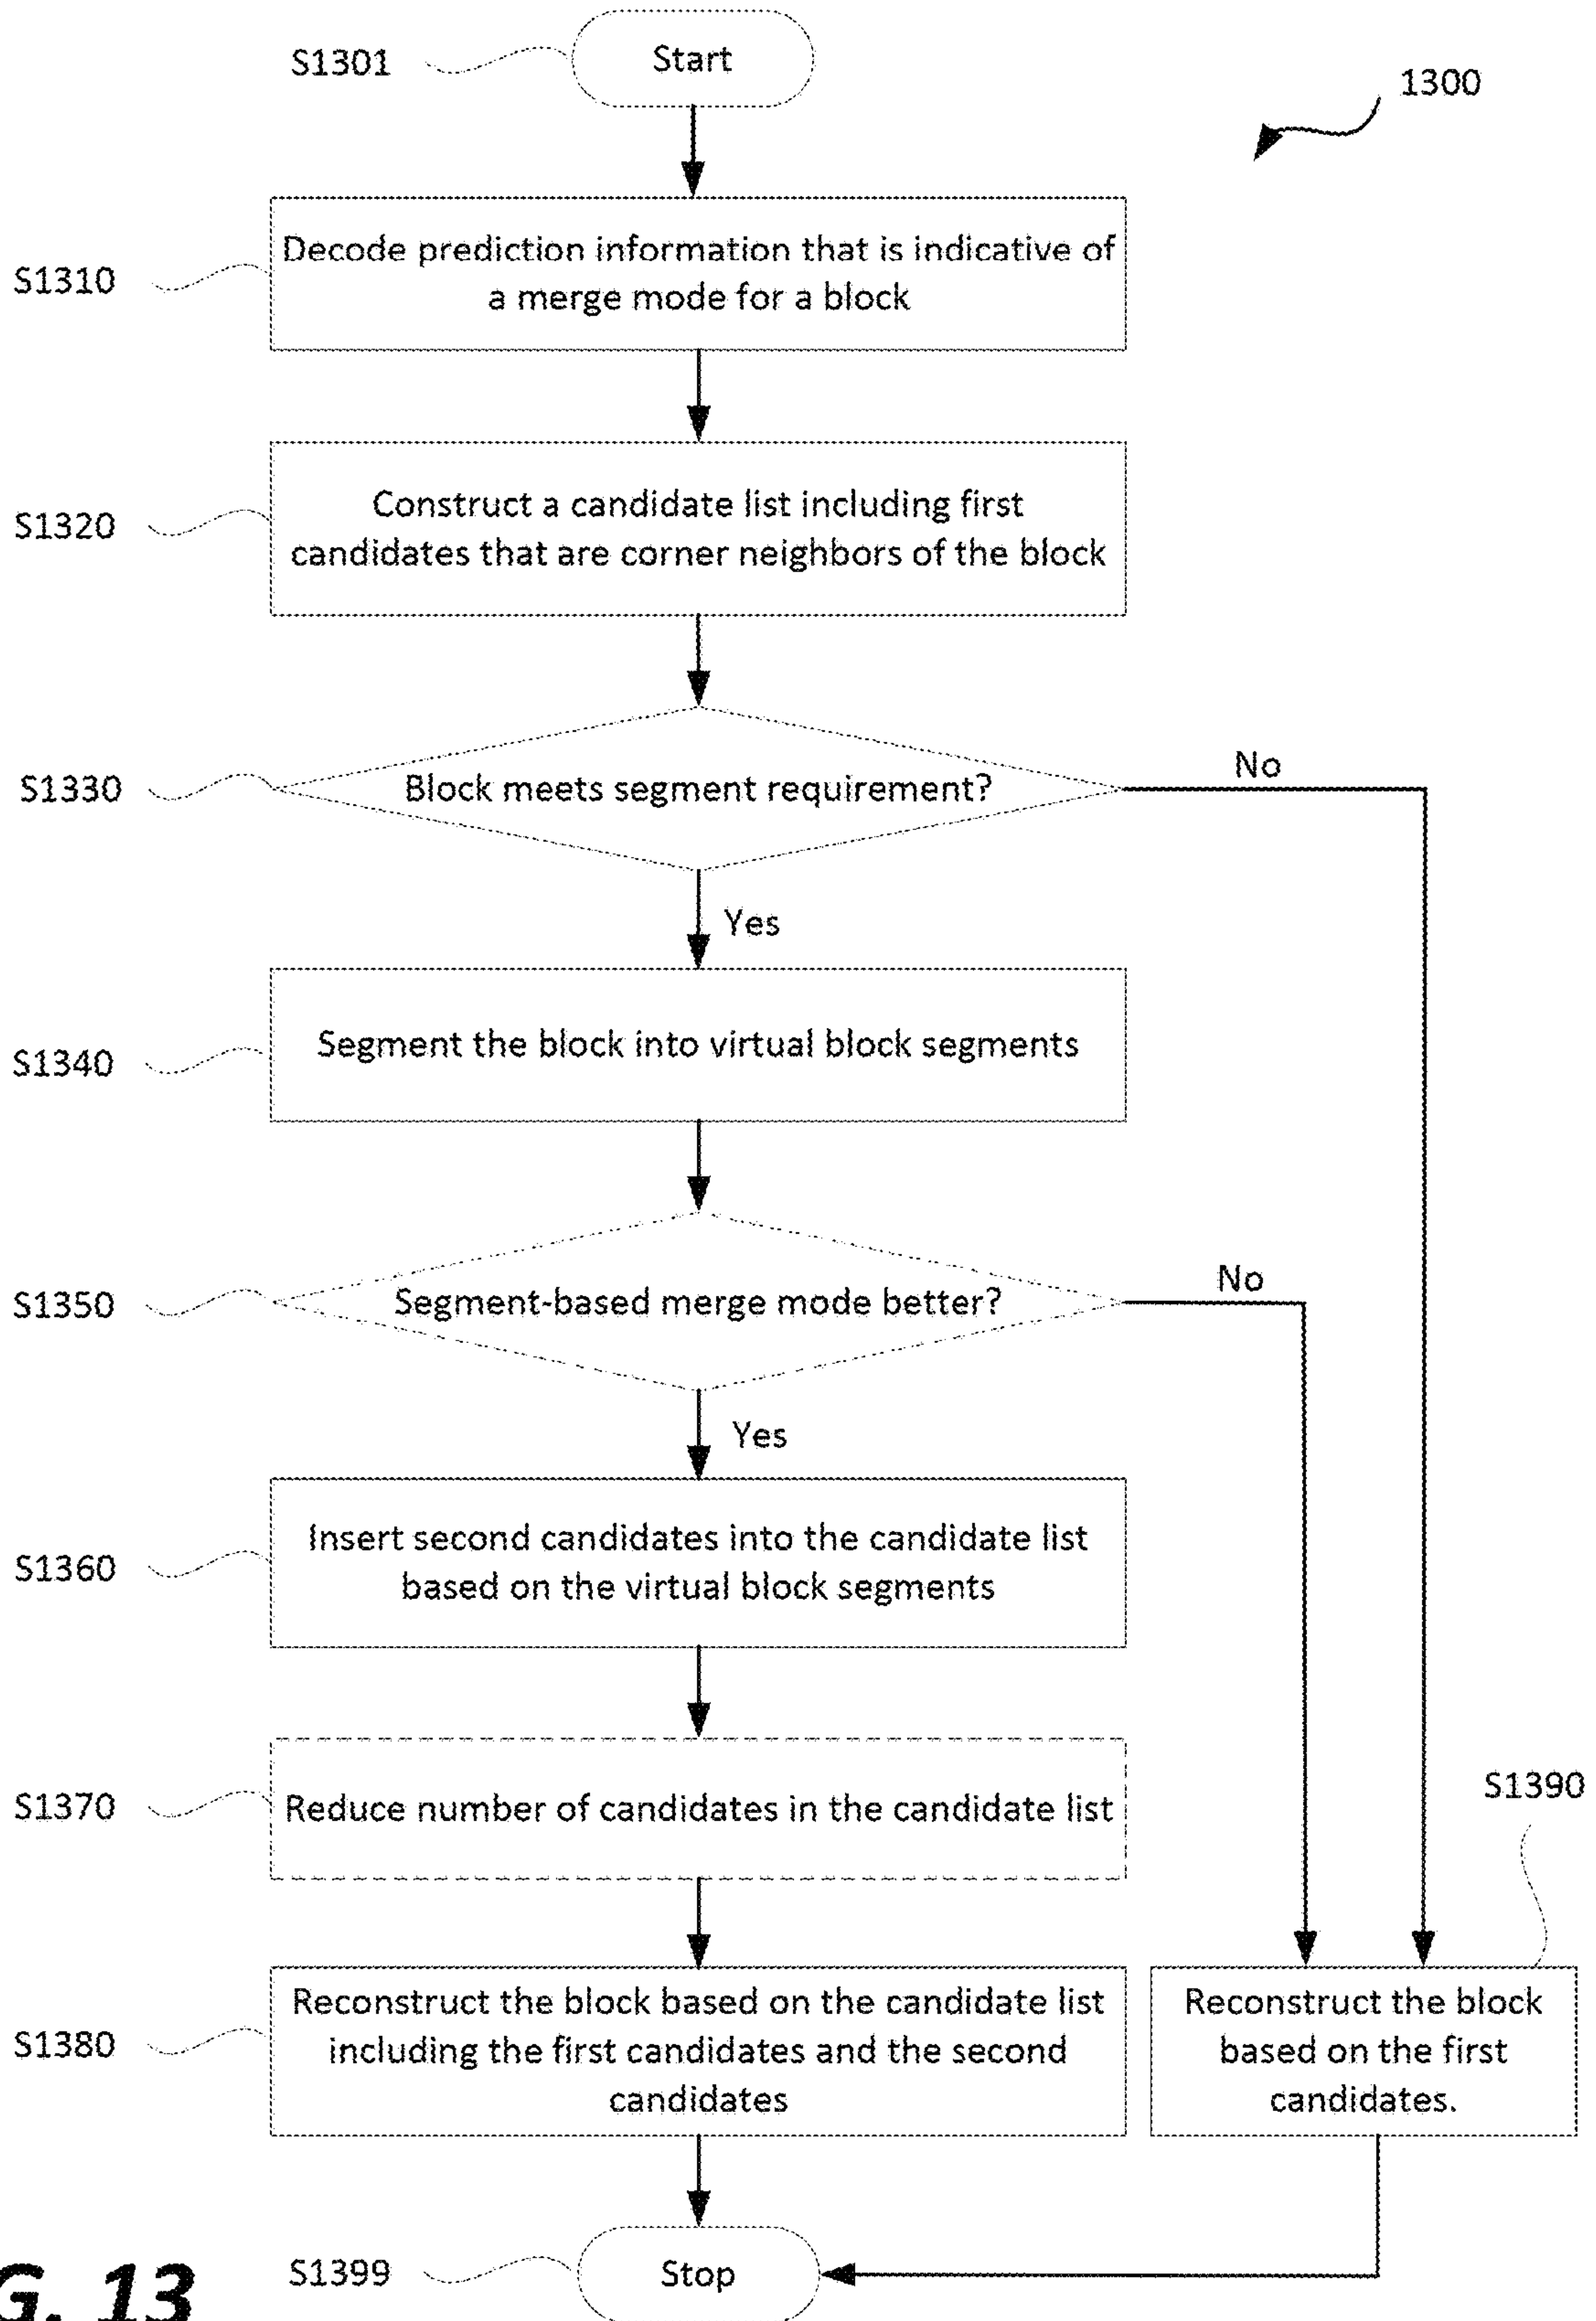 S1301
Start
1300
S1310
Decode prediction information that is indicative of
a merge mode for a block
S1320
Construct a candidate list including first
candidates that are corner neighbors of the block
S1330
Block meets segment requirement?
No
Yes
S1340
Segment the block into virtual block segments
S1350
Segment-based merge mode better?
No
Yes
S1360
Insert second candidates into the candidate list
based on the virtual block segments
S1370
Reduce number of candidates in the candidate list
S1390
S1380
Reconstruct the block based on the candidate list
including the first candidates and the second
candidates
Reconstruct the block
based on the first
candidates.
S1399
Stop
G. 13